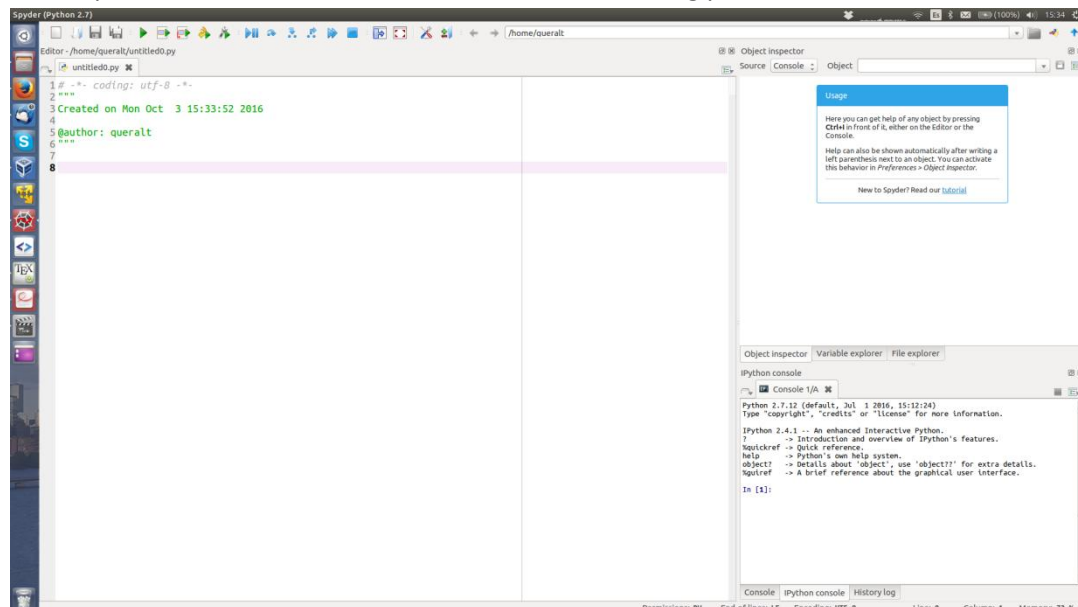 Spyder (Python 2.7)
Es (100%) 15:34
/home/queralt
Editor - /home/queralt/untitled0.py
untitled0.py
1 # -*- coding: utf-8 -*-
2 """
3 Created on Mon Oct  3 15:33:52 2016
4
5 @author: queralt
6 """
7
8
Object inspector
Source Console Object
Usage
Here you can get help of any object by pressing
Ctrl+I in front of it, either on the Editor or the
Console.
Help can also be shown automatically after writing a
left parenthesis next to an object. You can activate
this behavior in Preferences > Object Inspector.
New to Spyder? Read our tutorial
Object inspector Variable explorer File explorer
IPython console
Console 1/A
Python 2.7.12 (default, Jul  1 2016, 15:12:24)
Type "copyright", "credits" or "license" for more information.
IPython 2.4.1 -- An enhanced Interactive Python.
?         -> Introduction and overview of IPython's features.
%quickref -> Quick reference.
help      -> Python's own help system.
object?   -> Details about 'object', use 'object??' for extra details.
%guiref   -> A brief reference about the graphical user interface.
In [1]:
Console IPython console History log
TEX